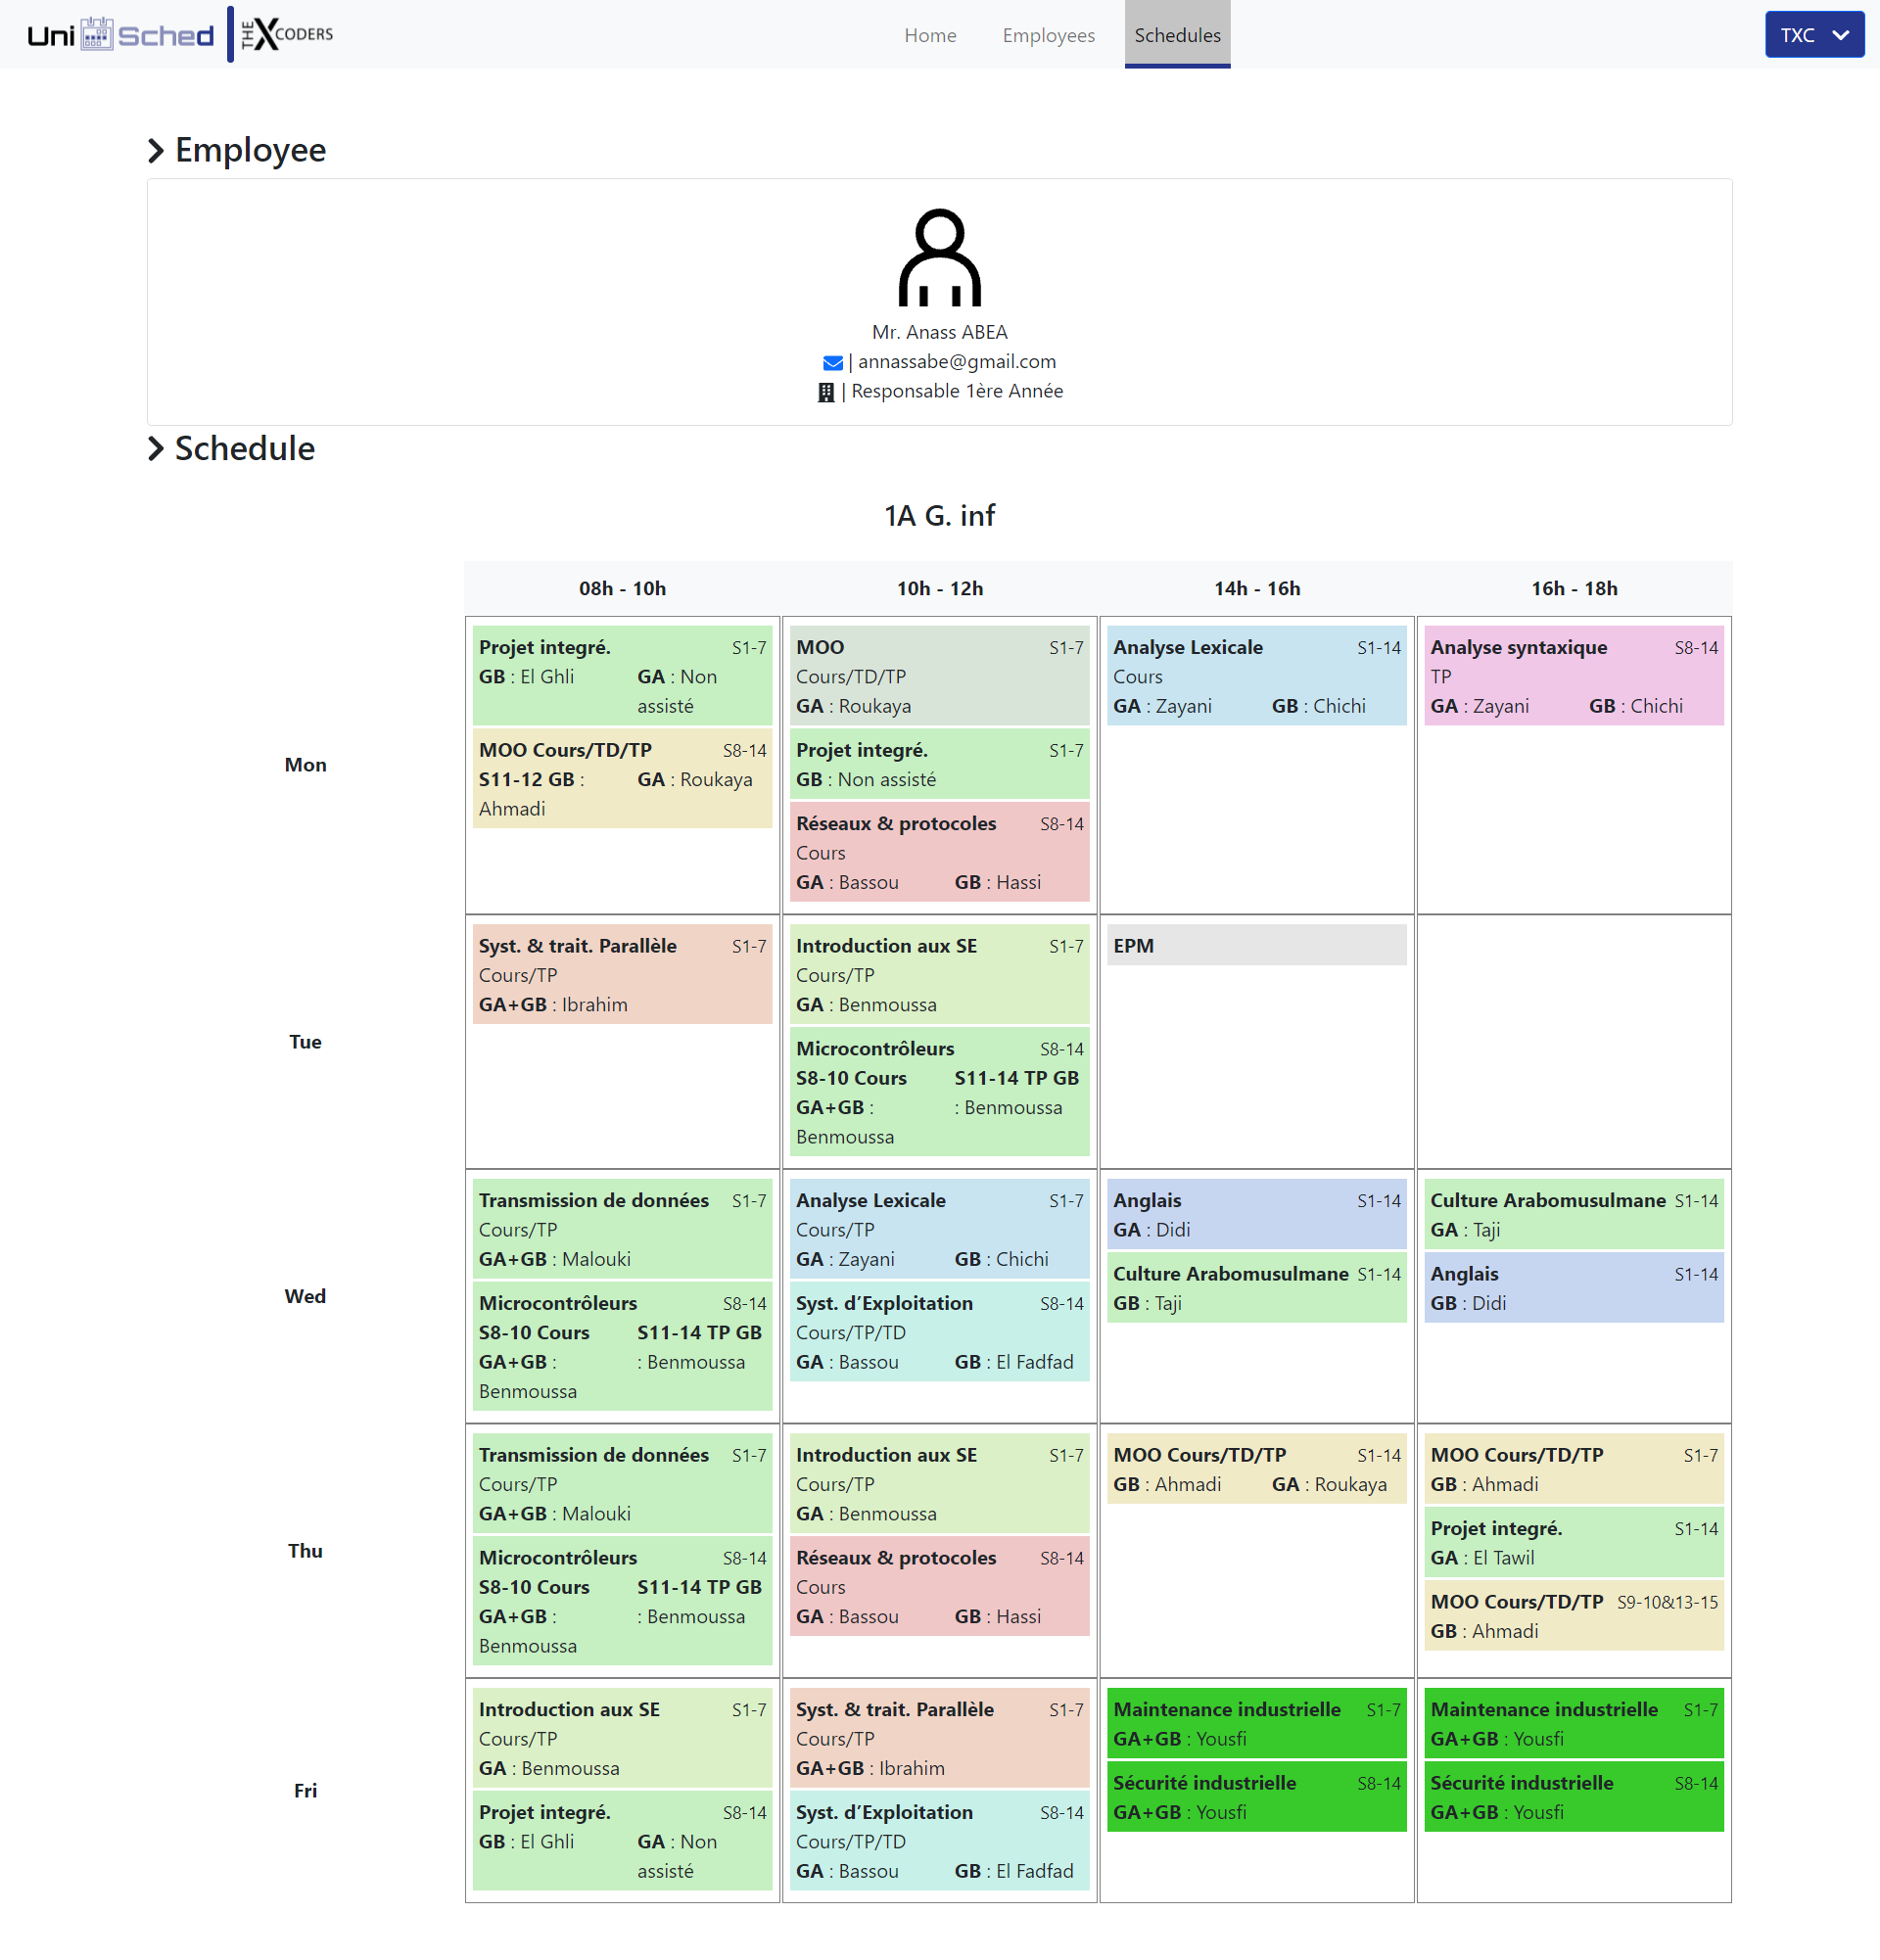 Uni Sched THE X CODERS
Home Employees Schedules
TXC
Employee
Mr. Anass ABEA
| annassabe@gmail.com
| Responsable 1ère Année
Schedule
1A G. inf
08h - 10h 10h - 12h 14h - 16h 16h - 18h
Mon
Projet integré. S1-7
GB : El Ghli GA : Non
assisté
MOO Cours/TD/TP S8-14
S11-12 GB : GA : Roukaya
Ahmadi
MOO S1-7
Cours/TD/TP
GA : Roukaya
Projet integré. S1-7
GB : Non assisté
Réseaux & protocoles S8-14
Cours
GA : Bassou GB : Hassi
Analyse Lexicale S1-14
Cours
GA : Zayani GB : Chichi
Analyse syntaxique S8-14
TP
GA : Zayani GB : Chichi
Tue
Syst. & trait. Parallèle S1-7
Cours/TP
GA+GB : Ibrahim
Introduction aux SE S1-7
Cours/TP
GA : Benmoussa
Microcontrôleurs S8-14
S8-10 Cours S11-14 TP GB
GA+GB : : Benmoussa
Benmoussa
EPM
Wed
Transmission de données S1-7
Cours/TP
GA+GB : Malouki
Microcontrôleurs S8-14
S8-10 Cours S11-14 TP GB
GA+GB : : Benmoussa
Benmoussa
Analyse Lexicale S1-7
Cours/TP
GA : Zayani GB : Chichi
Syst. d’Exploitation S8-14
Cours/TP/TD
GA : Bassou GB : El Fadfad
Anglais S1-14
GA : Didi
Culture Arabomusulmane S1-14
GB : Taji
Culture Arabomusulmane S1-14
GA : Taji
Anglais S1-14
GB : Didi
Thu
Transmission de données S1-7
Cours/TP
GA+GB : Malouki
Microcontrôleurs S8-14
S8-10 Cours S11-14 TP GB
GA+GB : : Benmoussa
Benmoussa
Introduction aux SE S1-7
Cours/TP
GA : Benmoussa
Réseaux & protocoles S8-14
Cours
GA : Bassou GB : Hassi
MOO Cours/TD/TP S1-14
GB : Ahmadi GA : Roukaya
MOO Cours/TD/TP S1-7
GB : Ahmadi
Projet integré. S1-14
GA : El Tawil
MOO Cours/TD/TP S9-10&13-15
GB : Ahmadi
Fri
Introduction aux SE S1-7
Cours/TP
GA : Benmoussa
Projet integré. S8-14
GB : El Ghli GA : Non
assisté
Syst. & trait. Parallèle S1-7
Cours/TP
GA+GB : Ibrahim
Syst. d’Exploitation S8-14
Cours/TP/TD
GA : Bassou GB : El Fadfad
Maintenance industrielle S1-7
GA+GB : Yousfi
Sécurité industrielle S8-14
GA+GB : Yousfi
Maintenance industrielle S1-7
GA+GB : Yousfi
Sécurité industrielle S8-14
GA+GB : Yousfi